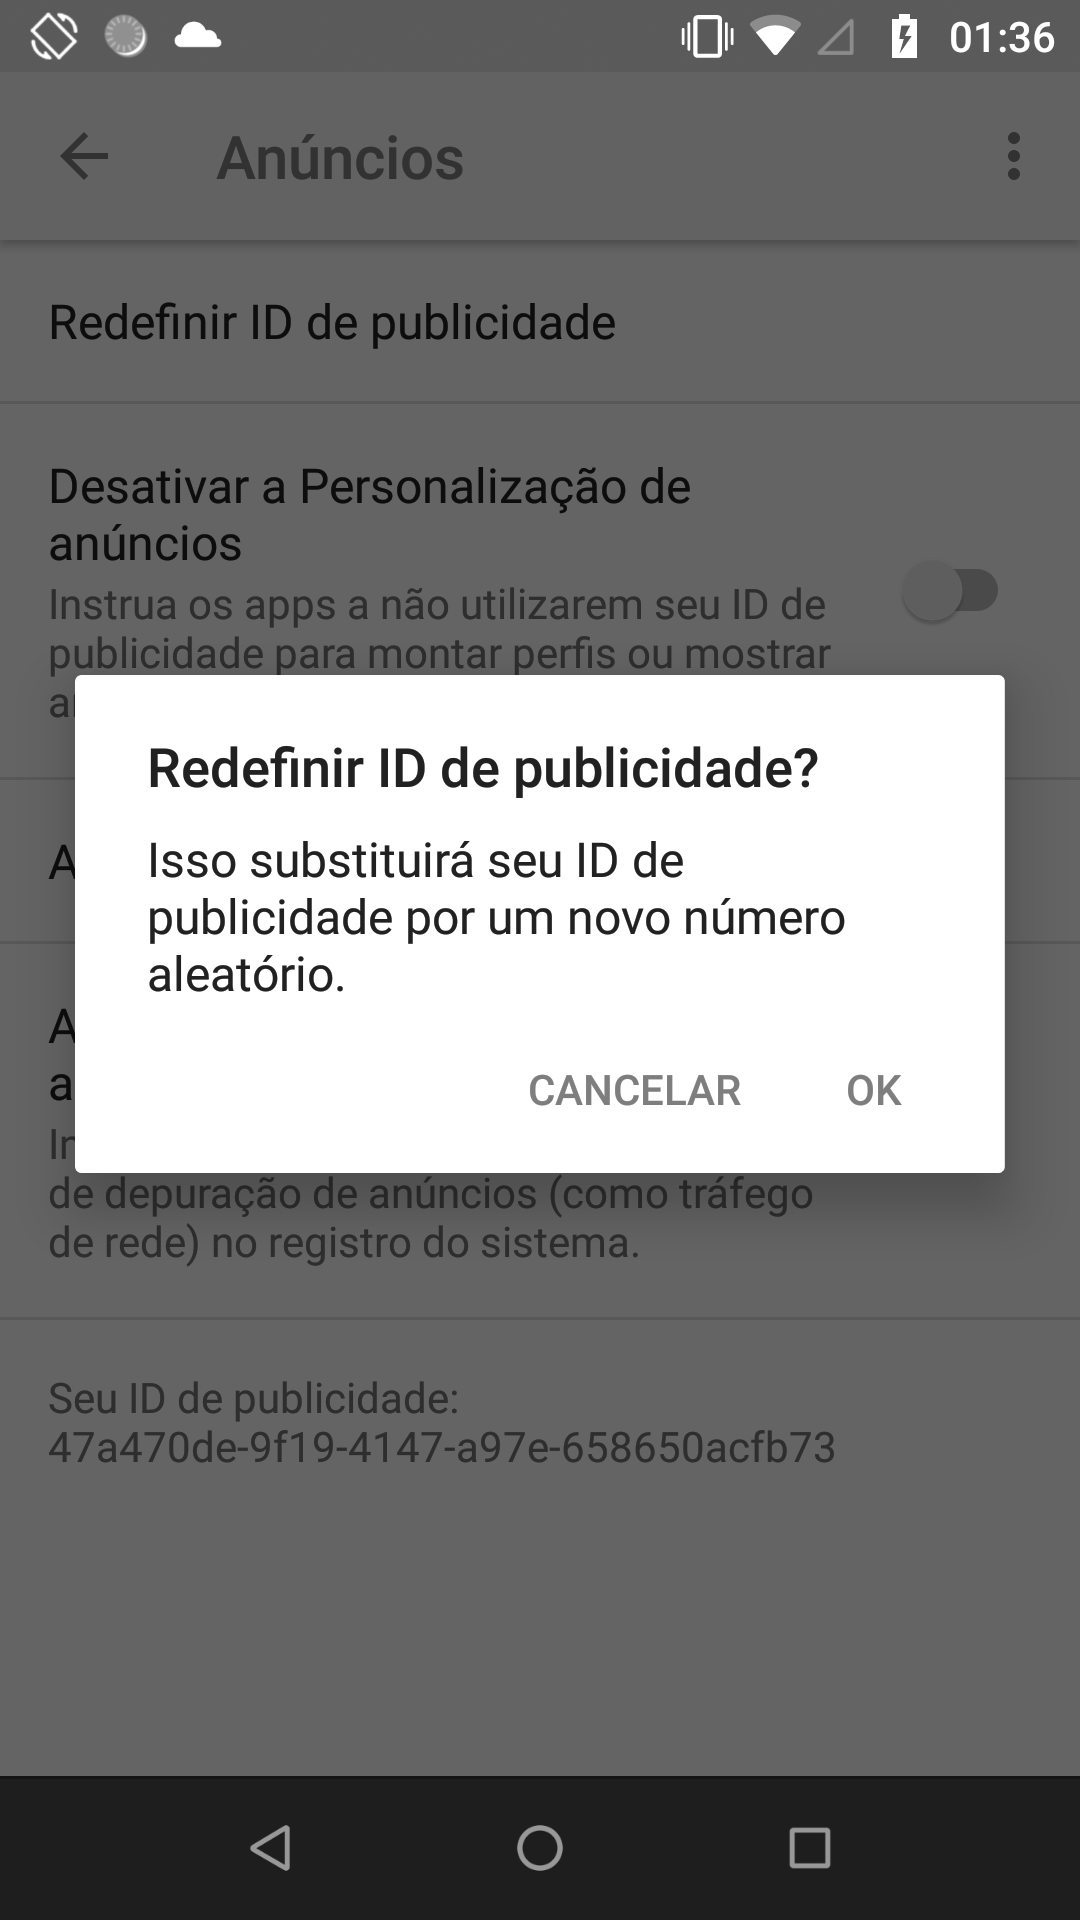 01:36
Anúncios
Redefinir ID de publicidade
Desativar a Personalização de
anúncios
Instrua os apps a não utilizarem seu ID de
publicidade para montar perfis ou mostrar
Redefinir ID de publicidade?
Isso substituirá seu ID de
publicidade por um novo número
aleatório.
CANCELAR OK
de depuração de anúncios (como tráfego
de rede) no registro do sistema.
Seu ID de publicidade:
47a470de-9f19-4147-a97e-658650acfb73